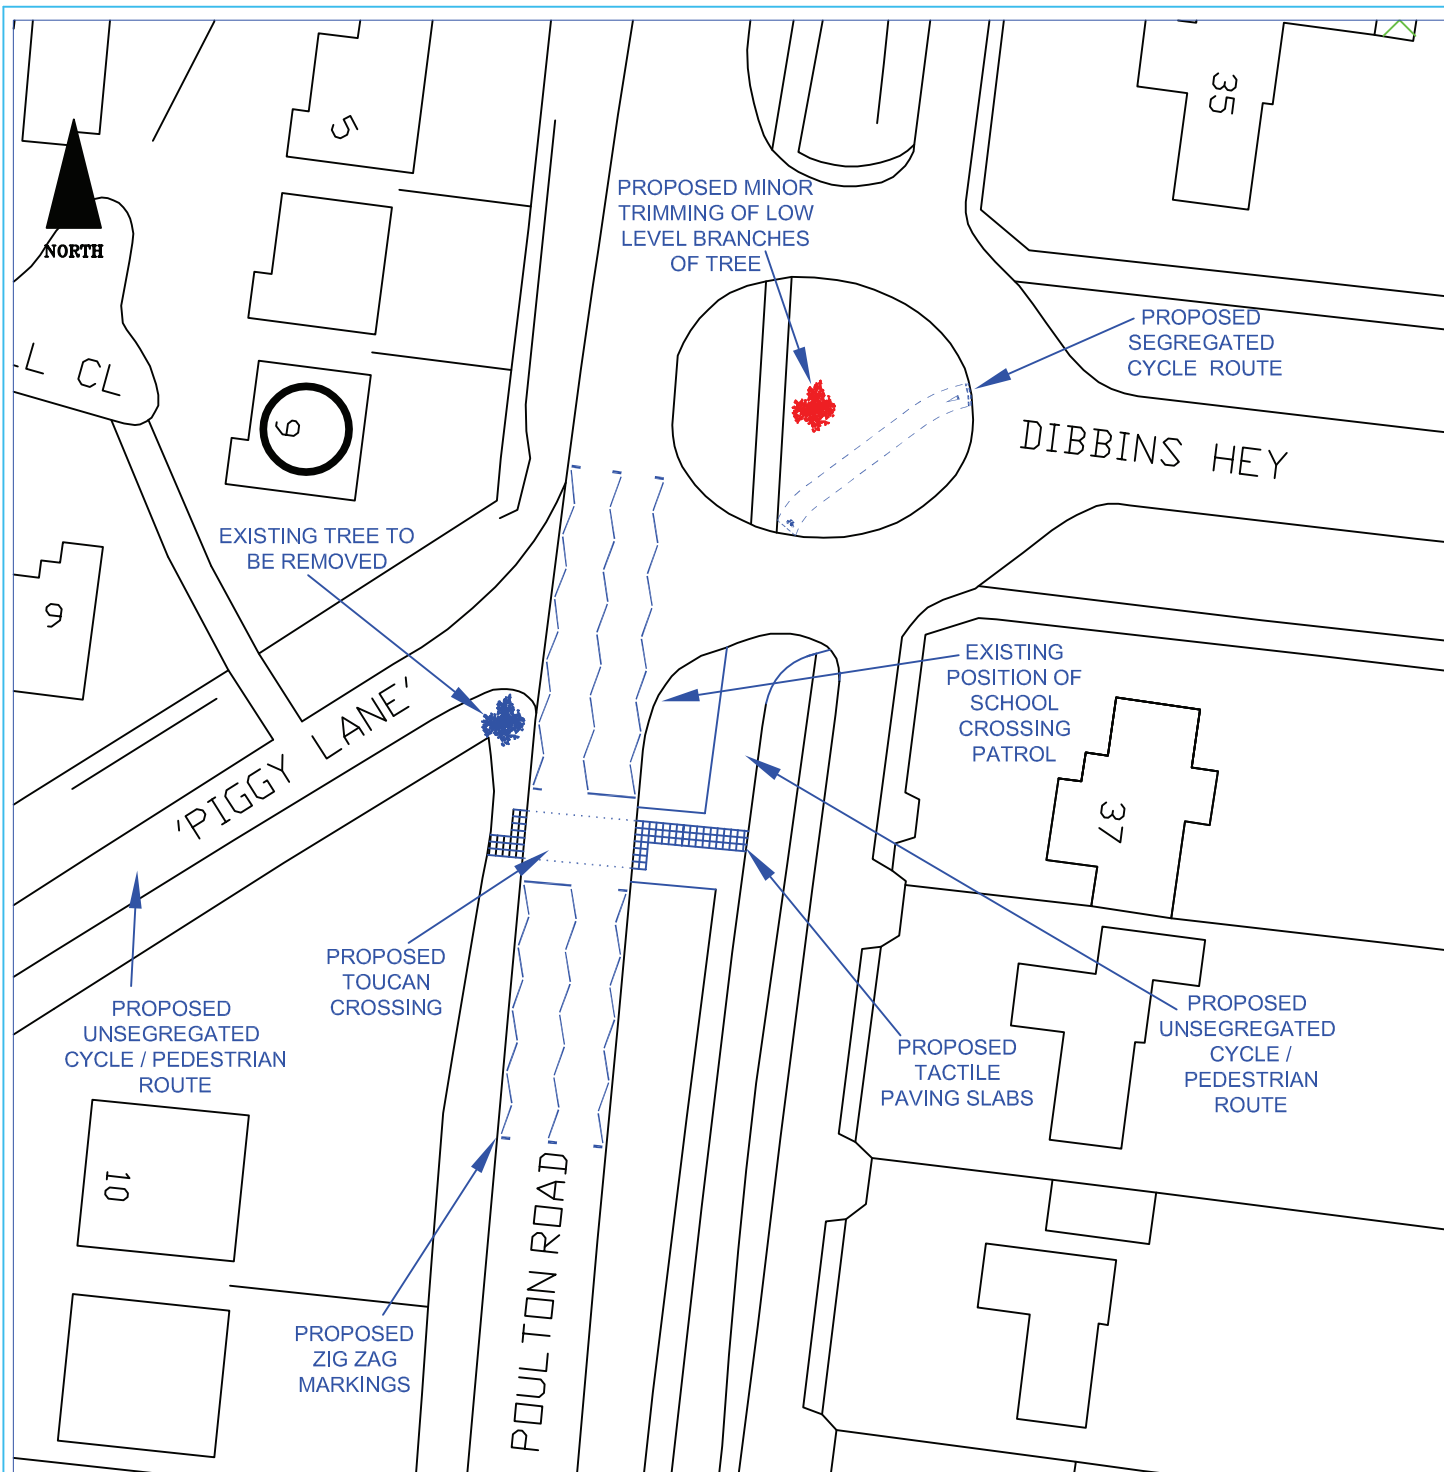 35
5
PROPOSED MINOR
TRIMMING OF LOW
LEVEL BRANCHES
OF TREE
NORTH
PROPOSED
SEGREGATED
CYCLE ROUTE
L CL
9
DIBBINS HEY
EXISTING TREE TO
BE REMOVED
9
EXISTING
POSITION OF
SCHOOL
CROSSING
PATROL
'PIGGY LANE'
37
PROPOSED
TOUCAN
CROSSING
PROPOSED
UNSEGREGATED
CYCLE / PEDESTRIAN
ROUTE
PROPOSED
UNSEGREGATED
CYCLE /
PEDESTRIAN
ROUTE
PROPOSED
TACTILE
PAVING SLABS
10
POULTON ROAD
PROPOSED
ZIG ZAG
MARKINGS